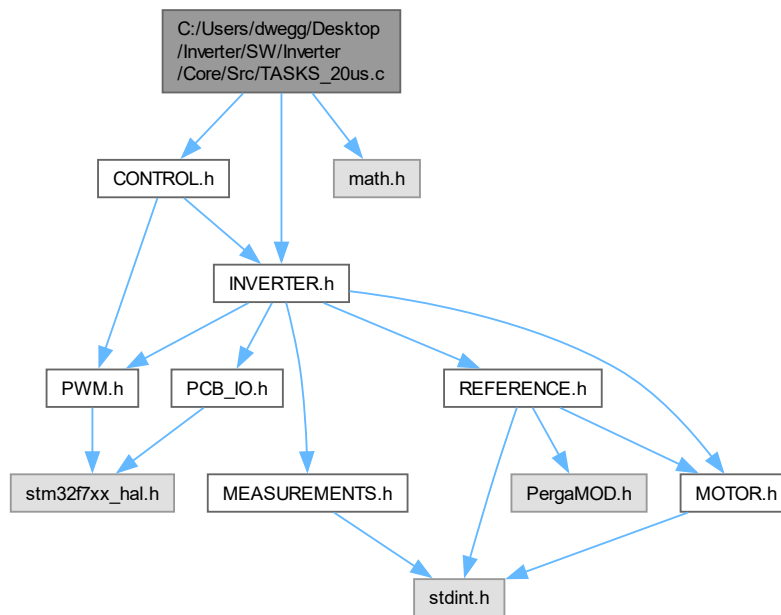 C:/Users/dwegg/Desktop
/Inverter/SW/Inverter
/Core/Src/TASKS_20us.c
CONTROL.h
math.h
INVERTER.h
PWM.h
PCB_IO.h
REFERENCE.h
stm32f7xx_hal.h
MEASUREMENTS.h
PergaMOD.h
MOTOR.h
stdint.h